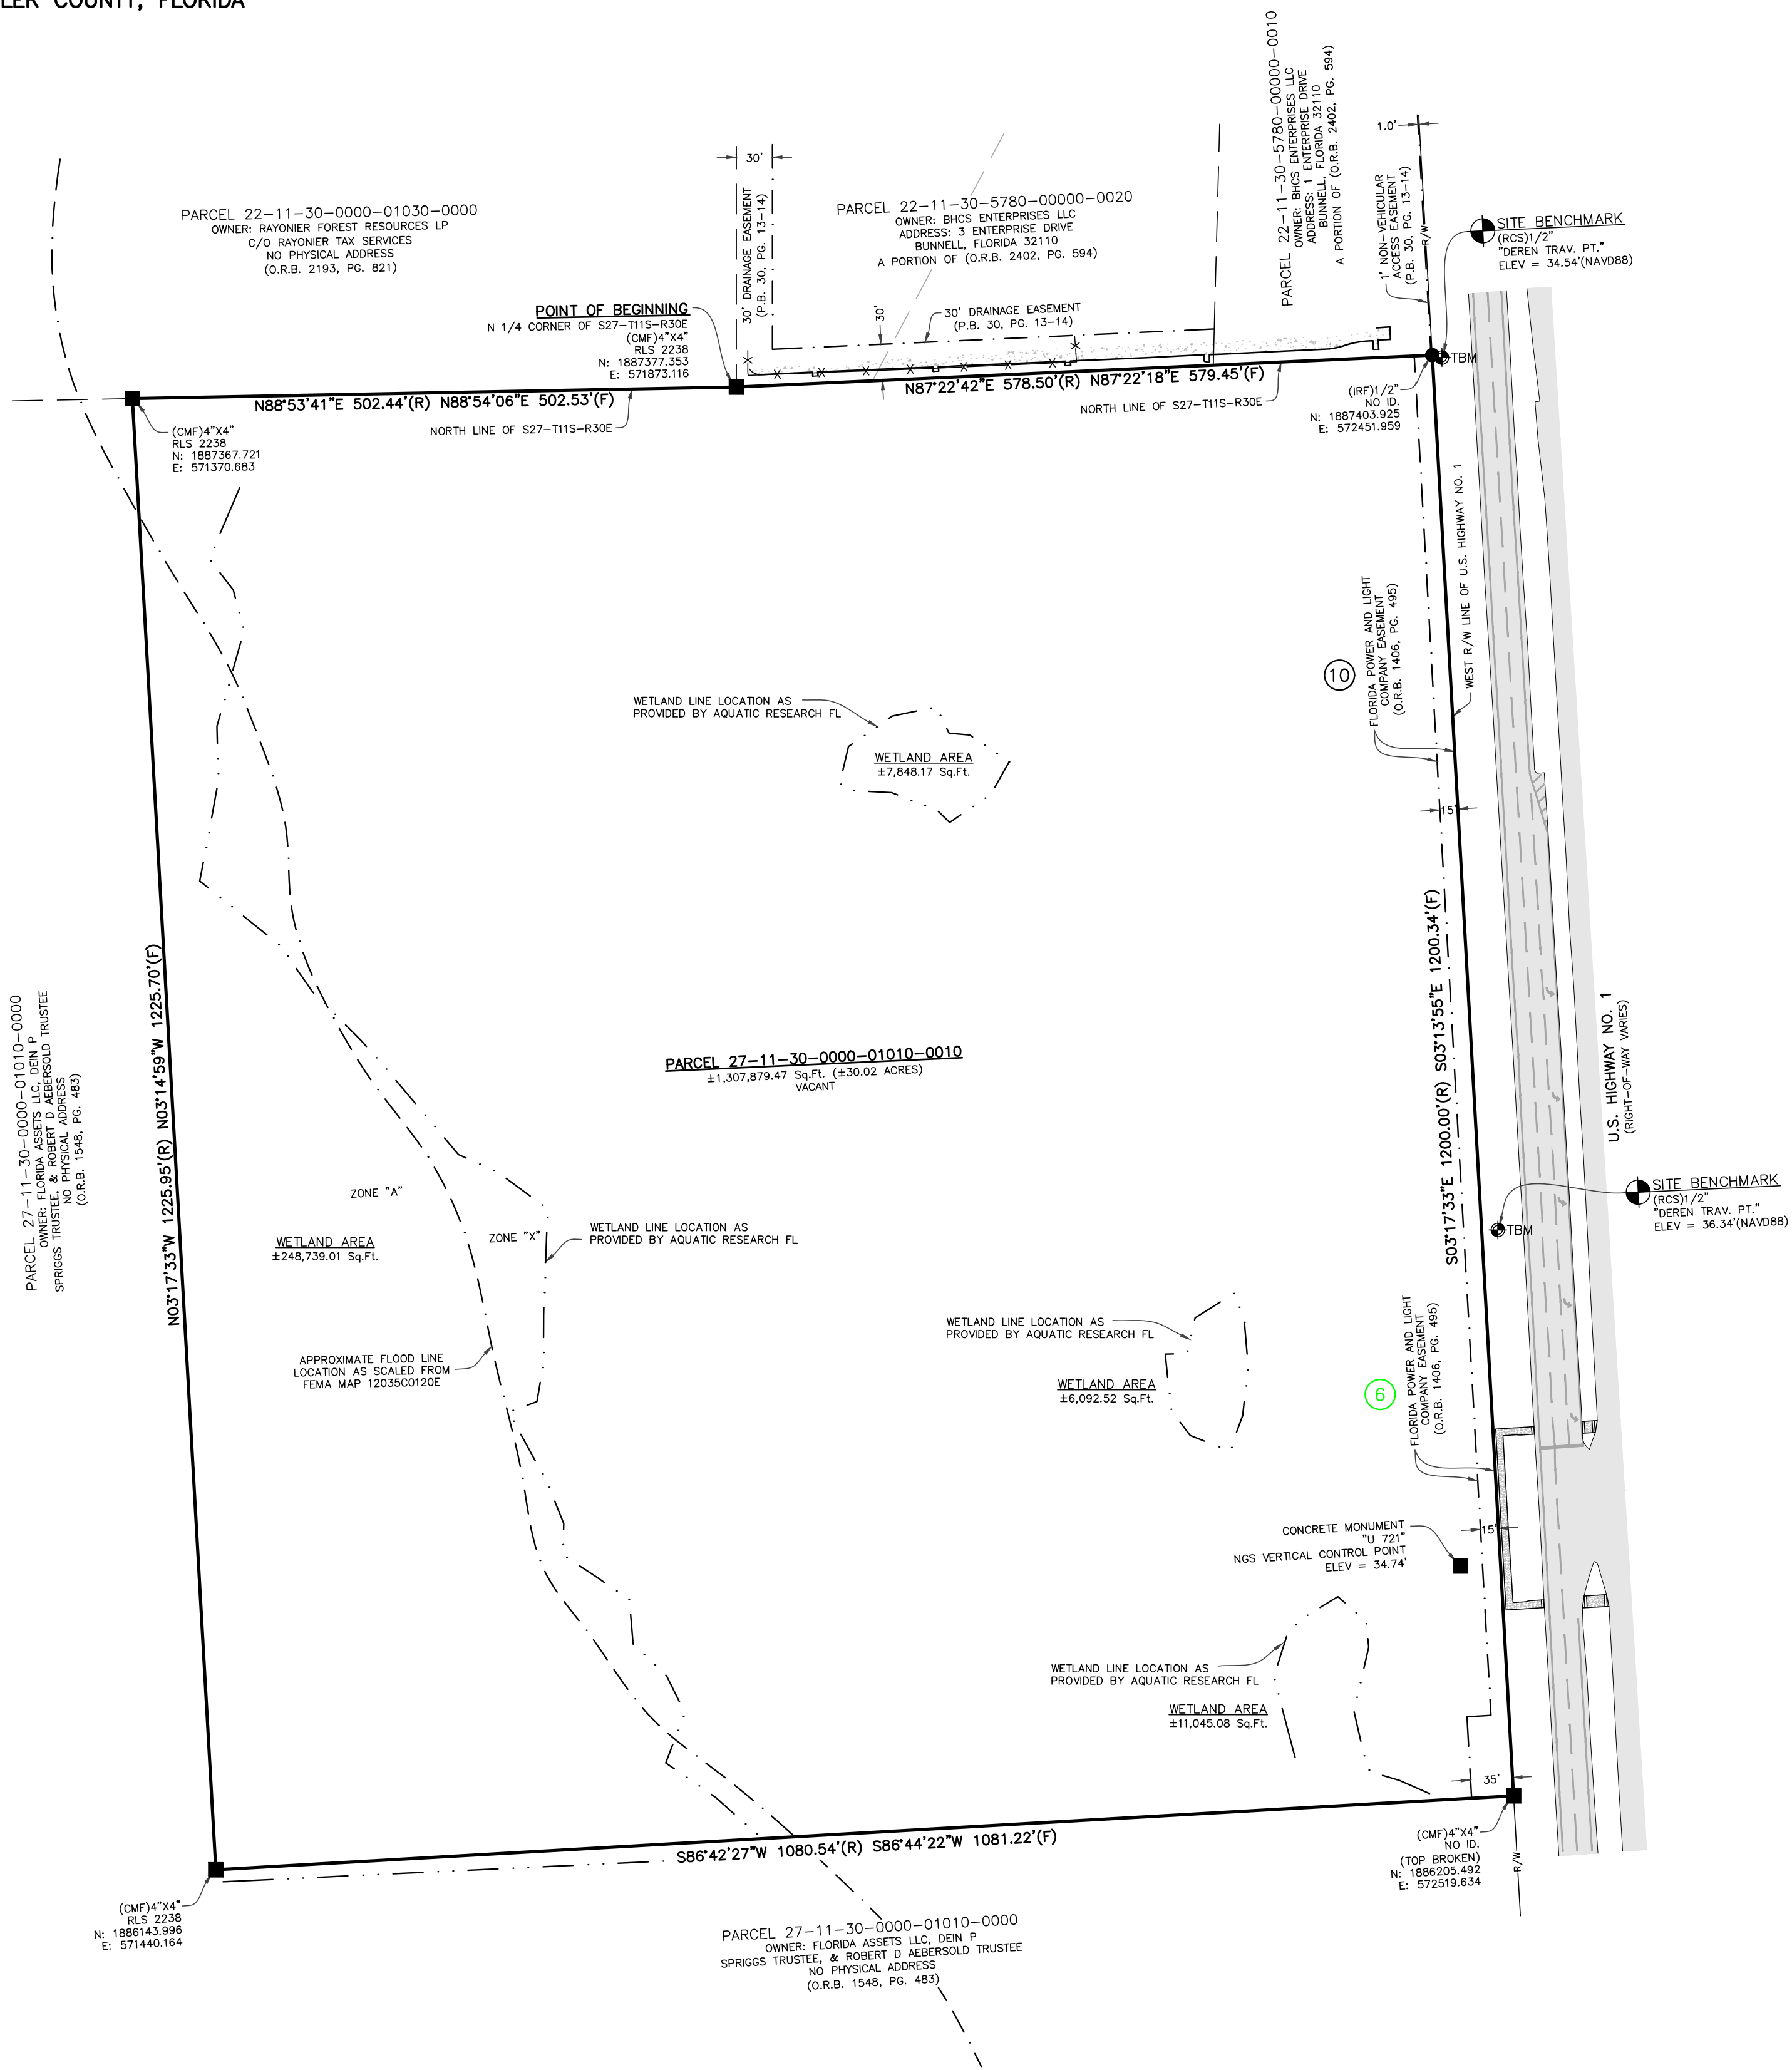 LER COUNTY, FLORIDA
PARCEL 22-11-30-0000-01030-0000
OWNER: RAYONIER FOREST RESOURCES LP
C/O RAYONIER TAX SERVICES
NO PHYSICAL ADDRESS
(O.R.B. 2193, PG. 821)
30'
30' DRAINAGE EASEMENT
(P.B. 30, PG. 13-14)
PARCEL 22-11-30-5780-00000-0020
OWNER: BHCS ENTERPRISES LLC
ADDRESS: 3 ENTERPRISE DRIVE
BUNNELL, FLORIDA 32110
A PORTION OF (O.R.B. 2402, PG. 594)
30'
30' DRAINAGE EASEMENT
(P.B. 30, PG. 13-14)
PARCEL 22-11-30-5780-00000-0010
OWNER: BHCS ENTERPRISES LLC
ADDRESS: 1 ENTERPRISE DRIVE
BUNNELL, FLORIDA 32110
A PORTION OF (O.R.B. 2402, PG. 594)
1.0'
1' NON-VEHICULAR
ACCESS EASEMENT
(P.B. 30, PG. 13-14)
R/W
SITE BENCHMARK
(RCS)1/2"
"DEREN TRAV. PT."
ELEV = 34.54'(NAVD88)
TBM
POINT OF BEGINNING
N 1/4 CORNER OF S27-T11S-R30E
(CMF)4"X4"
RLS 2238
N: 1887377.353
E: 571873.116
N88°53'41"E 502.44'(R) N88°54'06"E 502.53'(F)
NORTH LINE OF S27-T11S-R30E
N87°22'42"E 578.50'(R) N87°22'18"E 579.45'(F)
NORTH LINE OF S27-T11S-R30E
(IRF)1/2"
NO ID.
N: 1887403.925
E: 572451.959
(CMF)4"X4"
RLS 2238
N: 1887367.721
E: 571370.683
WEST R/W LINE OF U.S. HIGHWAY NO. 1
10
FLORIDA POWER AND LIGHT
COMPANY EASEMENT
(O.R.B. 1406, PG. 495)
15'
WETLAND LINE LOCATION AS
PROVIDED BY AQUATIC RESEARCH FL
WETLAND AREA
±7,848.17 Sq.Ft.
PARCEL 27-11-30-0000-01010-0000
OWNER: FLORIDA ASSETS LLC, DEIN P
SPRIGGS TRUSTEE, & ROBERT D AEBERSOLD TRUSTEE
NO PHYSICAL ADDRESS
(O.R.B. 1548, PG. 483)
N03°17'33"W 1225.95'(R) N03°14'59"W 1225.70'(F)
PARCEL 27-11-30-0000-01010-0010
±1,307,879.47 Sq.Ft. (±30.02 ACRES)
VACANT
S03°17'33"E 1200.00'(R) S03°13'55"E 1200.34'(F)
U.S. HIGHWAY NO. 1
(RIGHT-OF-WAY VARIES)
SITE BENCHMARK
(RCS)1/2"
"DEREN TRAV. PT."
ELEV = 36.34'(NAVD88)
TBM
ZONE "A"
WETLAND AREA
±248,739.01 Sq.Ft.
ZONE "X"
WETLAND LINE LOCATION AS
PROVIDED BY AQUATIC RESEARCH FL
APPROXIMATE FLOOD LINE
LOCATION AS SCALED FROM
FEMA MAP 12035C0120E
WETLAND LINE LOCATION AS
PROVIDED BY AQUATIC RESEARCH FL
WETLAND AREA
±6,092.52 Sq.Ft.
6
FLORIDA POWER AND LIGHT
COMPANY EASEMENT
(O.R.B. 1406, PG. 495)
15'
CONCRETE MONUMENT
"U 721"
NGS VERTICAL CONTROL POINT
ELEV = 34.74'
WETLAND LINE LOCATION AS
PROVIDED BY AQUATIC RESEARCH FL
WETLAND AREA
±11,045.08 Sq.Ft.
35'
S86°42'27"W 1080.54'(R) S86°44'22"W 1081.22'(F)
(CMF)4"X4"
NO ID.
(TOP BROKEN)
N: 1886205.492
E: 572519.634
R/W
(CMF)4"X4"
RLS 2238
N: 1886143.996
E: 571440.164
PARCEL 27-11-30-0000-01010-0000
OWNER: FLORIDA ASSETS LLC, DEIN P
SPRIGGS TRUSTEE, & ROBERT D AEBERSOLD TRUSTEE
NO PHYSICAL ADDRESS
(O.R.B. 1548, PG. 483)